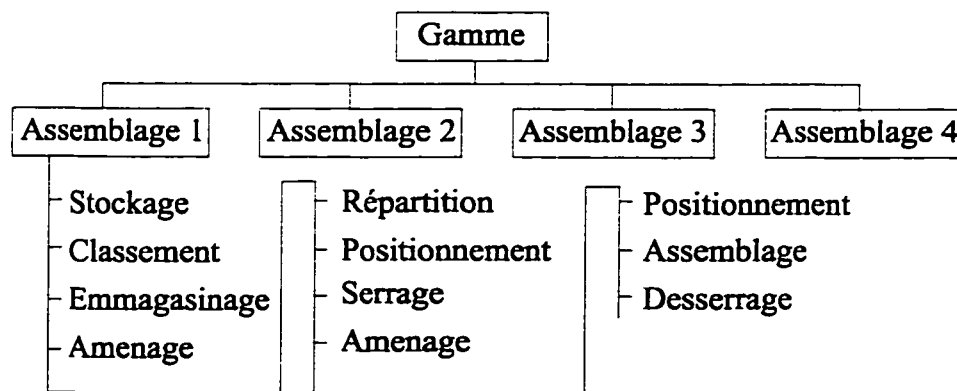 Gamme
Assemblage 1
Assemblage 2
Assemblage 3
Assemblage 4
Stockage
Classement
Emmagasinage
Amenage
Répartition
Positionnement
Serrage
Amenage
Positionnement
Assemblage
Desserrage